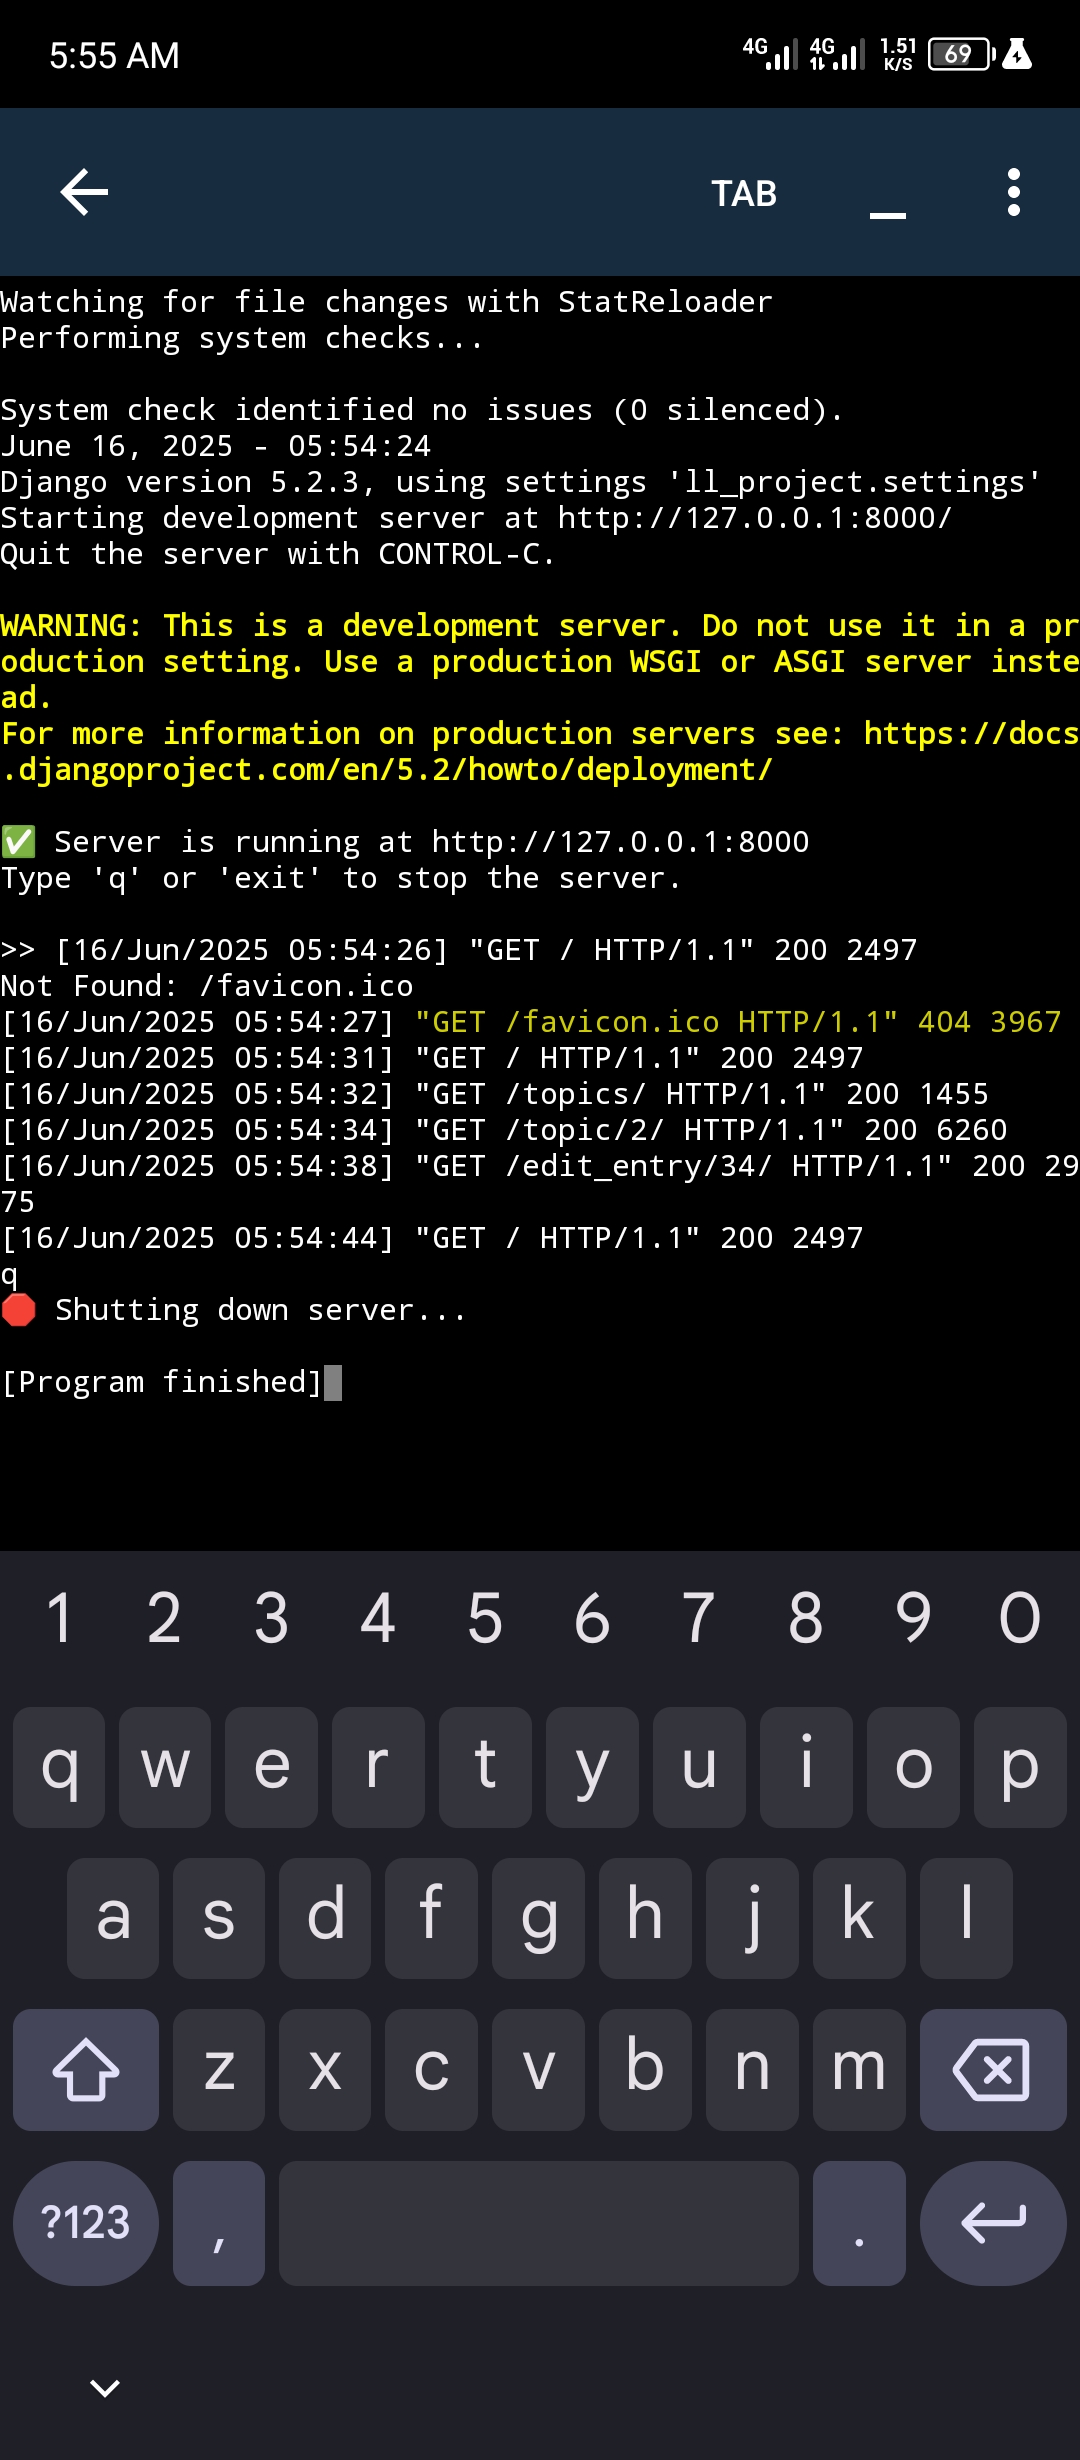 5:55 AM
4G 4G 1.51 K/S 69
TAB
Watching for file changes with StatReloader
Performing system checks...
System check identified no issues (0 silenced).
June 16, 2025 - 05:54:24
Django version 5.2.3, using settings 'll_project.settings'
Starting development server at http://127.0.0.1:8000/
Quit the server with CONTROL-C.
WARNING: This is a development server. Do not use it in a pr
oduction setting. Use a production WSGI or ASGI server inste
ad.
For more information on production servers see: https://docs
.djangoproject.com/en/5.2/howto/deployment/
✅ Server is running at http://127.0.0.1:8000
Type 'q' or 'exit' to stop the server.
>> [16/Jun/2025 05:54:26] "GET / HTTP/1.1" 200 2497
Not Found: /favicon.ico
[16/Jun/2025 05:54:27] "GET /favicon.ico HTTP/1.1" 404 3967
[16/Jun/2025 05:54:31] "GET / HTTP/1.1" 200 2497
[16/Jun/2025 05:54:32] "GET /topics/ HTTP/1.1" 200 1455
[16/Jun/2025 05:54:34] "GET /topic/2/ HTTP/1.1" 200 6260
[16/Jun/2025 05:54:38] "GET /edit_entry/34/ HTTP/1.1" 200 29
75
[16/Jun/2025 05:54:44] "GET / HTTP/1.1" 200 2497
q
🛑 Shutting down server...
[Program finished]
1 2 3 4 5 6 7 8 9 0
q w e r t y u i o p
a s d f g h j k l
z x c v b n m
?123 , .